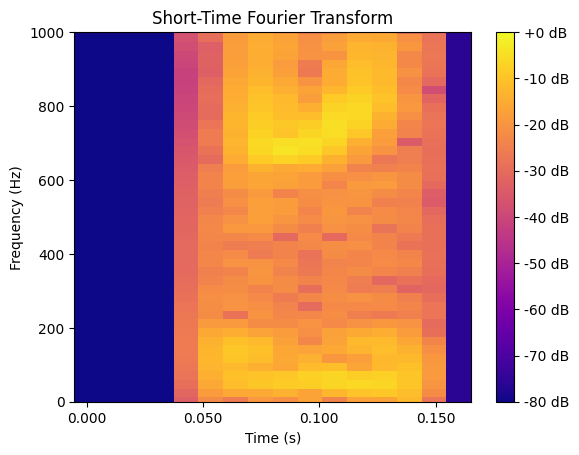 Short-Time Fourier Transform
1000
800
600
400
200
0
Frequency (Hz)
0.000
0.050
0.100
0.150
Time (s)
+0 dB
-10 dB
-20 dB
-30 dB
-40 dB
-50 dB
-60 dB
-70 dB
-80 dB